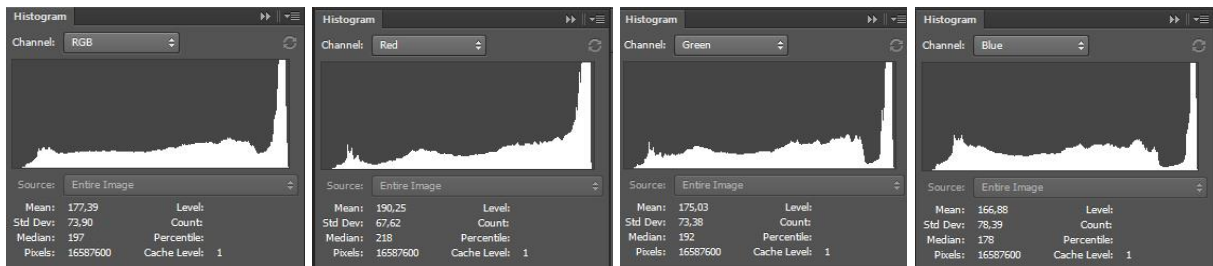 Histogram
Channel: RGB
Source: Entire Image
Mean: 177,39 Level:
Std Dev: 73,90 Count:
Median: 197 Percentile:
Pixels: 16587600 Cache Level: 1
Histogram
Channel: Red
Source: Entire Image
Mean: 190,25 Level:
Std Dev: 67,62 Count:
Median: 218 Percentile:
Pixels: 16587600 Cache Level: 1
Histogram
Channel: Green
Source: Entire Image
Mean: 175,03 Level:
Std Dev: 73,38 Count:
Median: 192 Percentile:
Pixels: 16587600 Cache Level: 1
Histogram
Channel: Blue
Source: Entire Image
Mean: 166,88 Level:
Std Dev: 78,39 Count:
Median: 178 Percentile:
Pixels: 16587600 Cache Level: 1